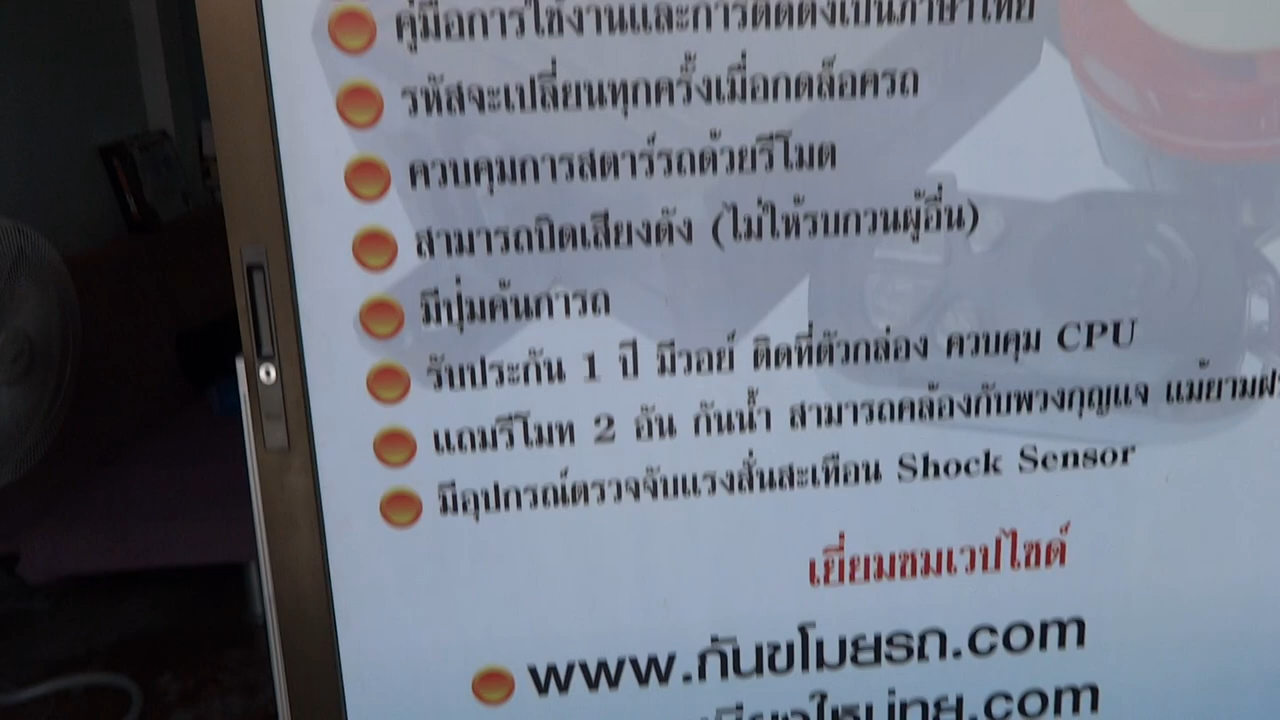 คู่มือการใช้งานและการติดตั้งเป็นภาษาไทย
รหัสจะเปลี่ยนทุกครั้งเมื่อกดล็อครถ
ควบคุมการสตาร์รถด้วยรีโมต
สามารถปิดเสียงดัง (ไม่ให้รบกวนผู้อื่น)
มีปุ่มค้นการถ
รับประกัน 1 ปี มีวอย์ ติดที่ตัวกล่อง ควบคุม CPU
แถมรีโมท 2 อัน กันน้ำ สามารถคล้องกับพวงกุญแจ แม้ยาม
มีอุปกรณ์ตรวจจับแรงสั่นสะเทือน Shock Sensor
เยี่ยมชมเวปไซด์
www.กันขโมยรถ.com
.com